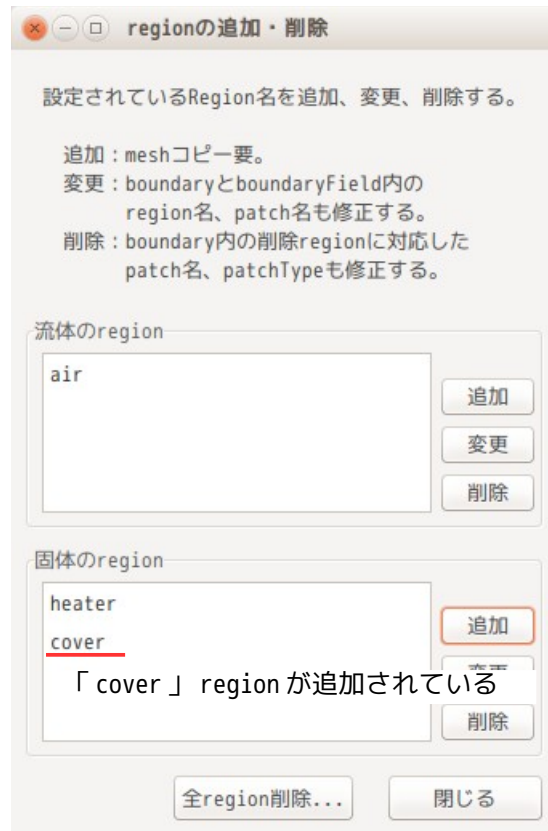 regionの追加・削除
設定されているRegion名を追加、変更、削除する。
追加：meshコピー要。
変更：boundaryとboundaryField内の
region名、patch名も修正する。
削除：boundary内の削除regionに対応した
patch名、patchTypeも修正する。
流体のregion
air
追加
変更
削除
固体のregion
heater
cover
追加
「 cover 」 region が追加されている
削除
全region削除...
閉じる